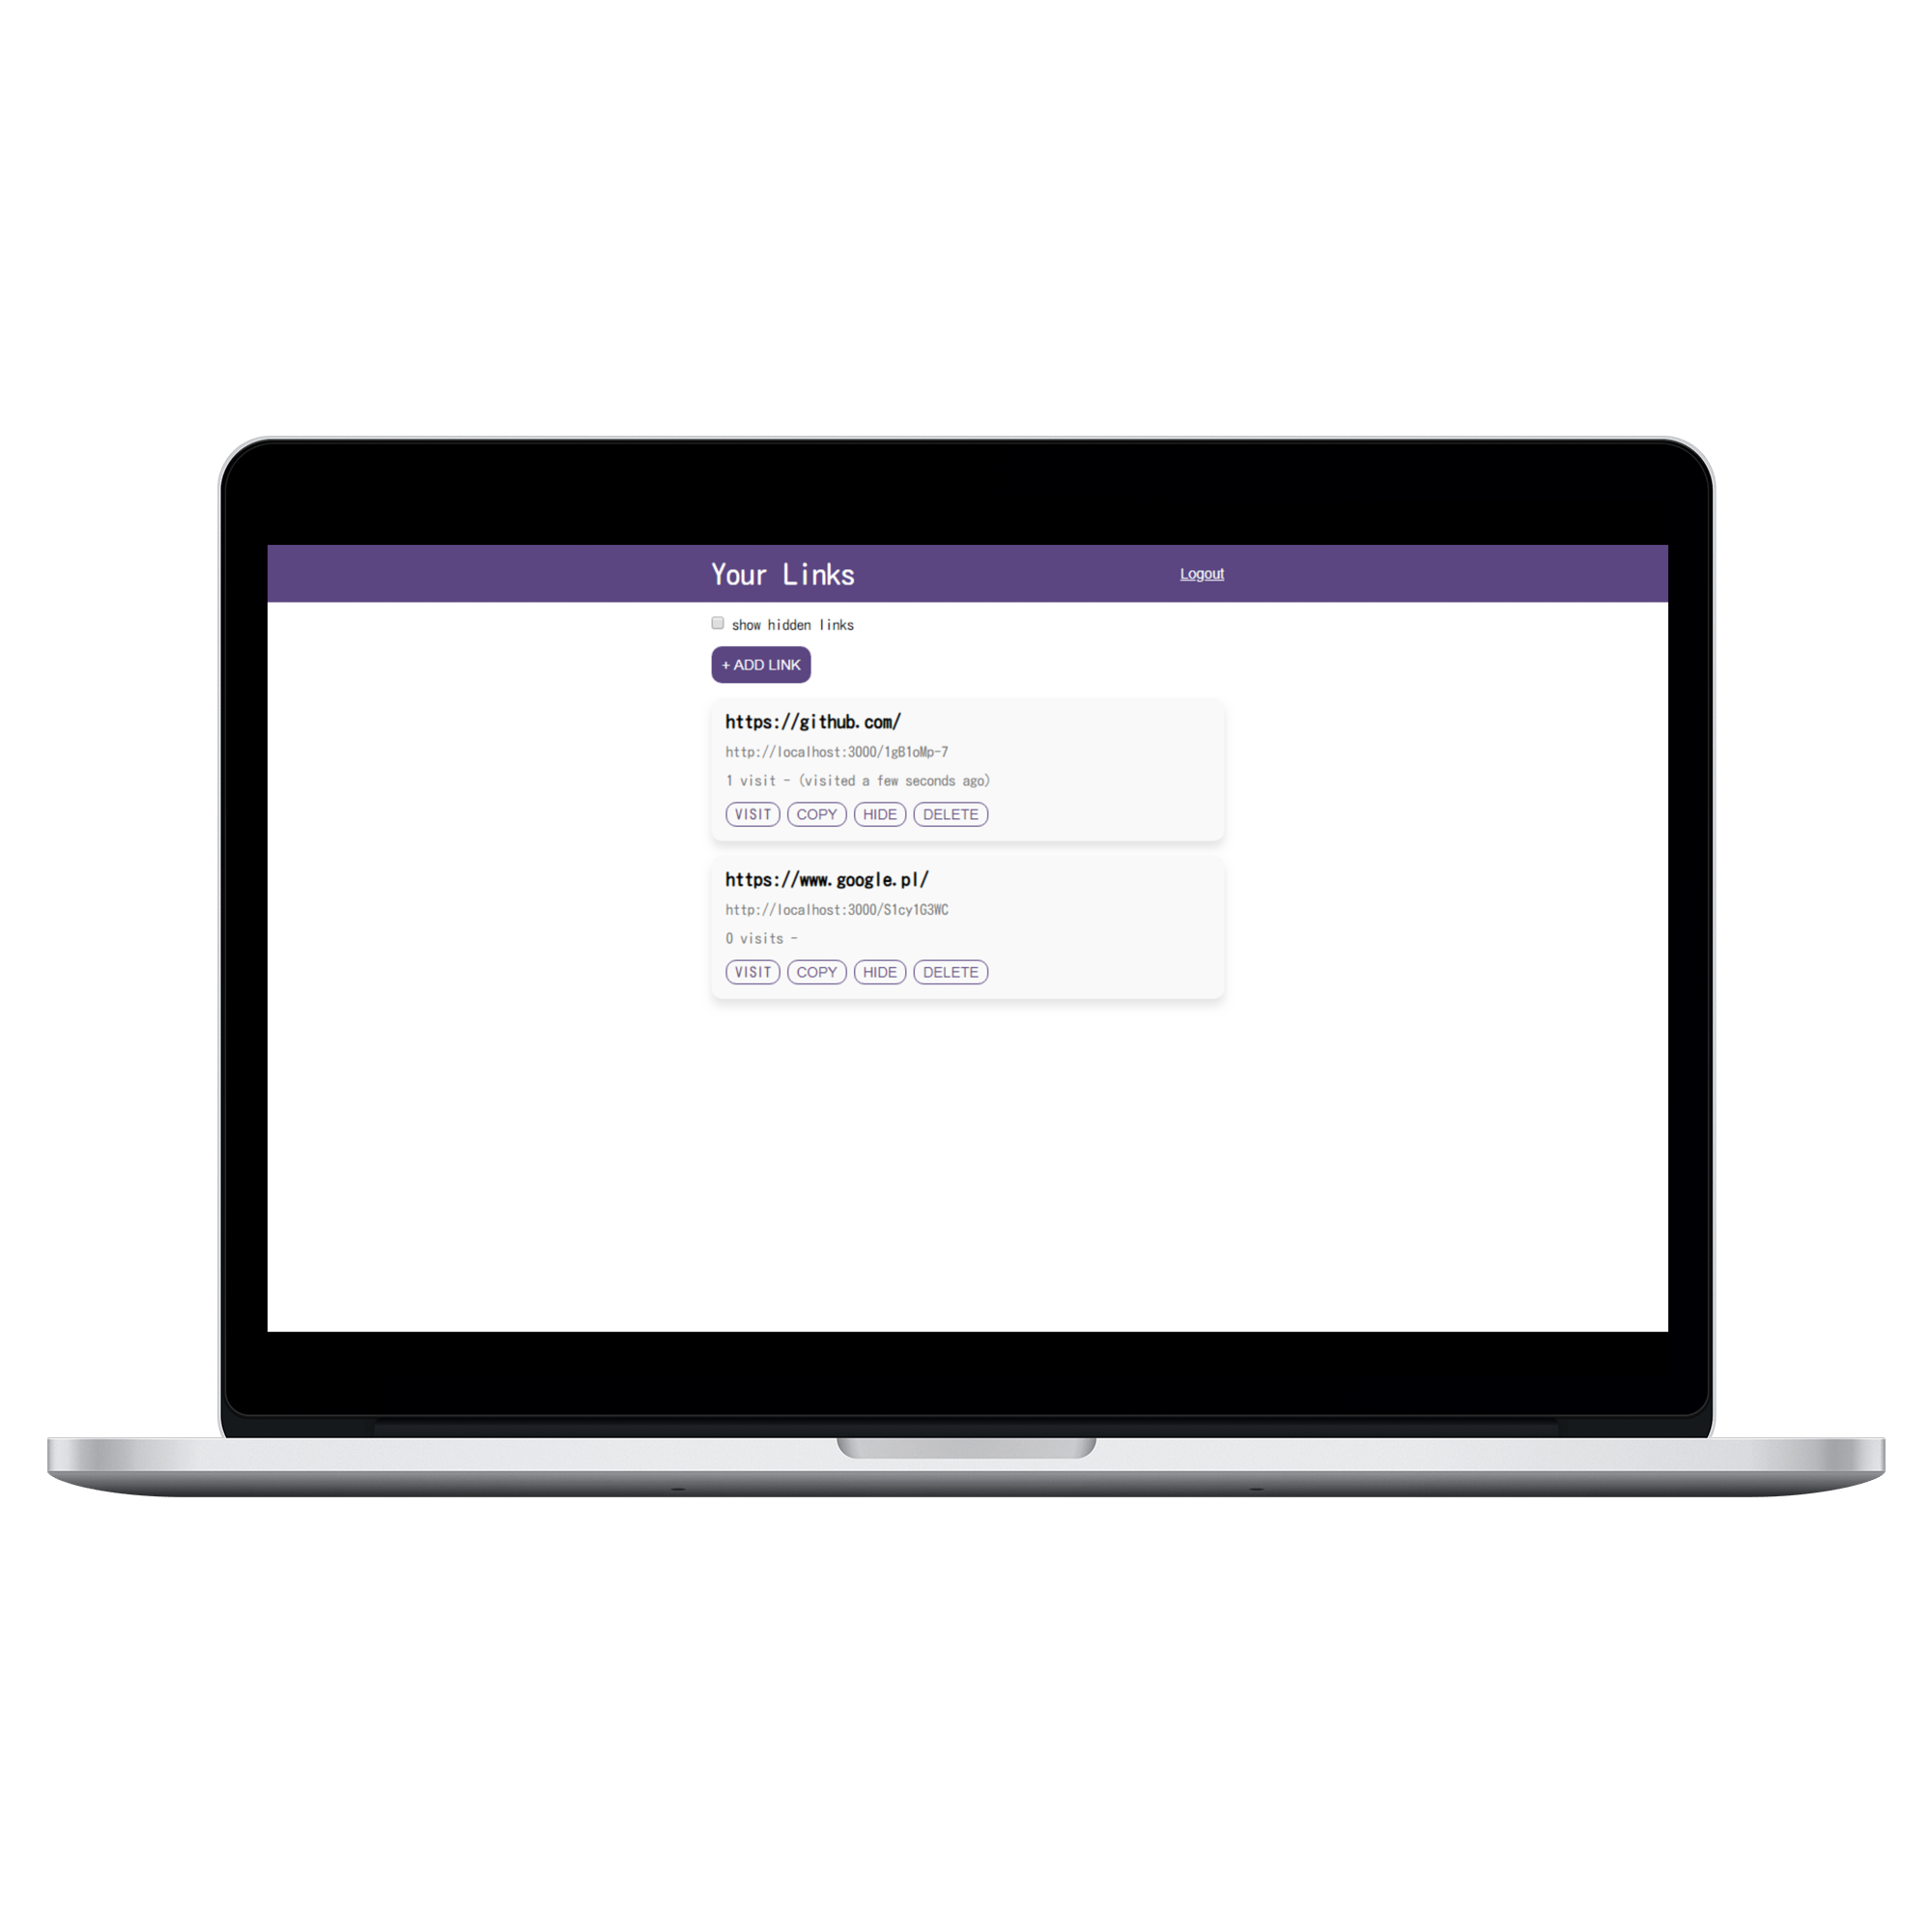 Your Links
Logout
show hidden links
+ ADD LINK
https://github.com/
http://localhost:3000/1gB1oMp-7
1 visit - (visited a few seconds ago)
VISIT COPY HIDE DELETE
https://www.google.pl/
http://localhost:3000/S1cy1G3WC
0 visits -
VISIT COPY HIDE DELETE